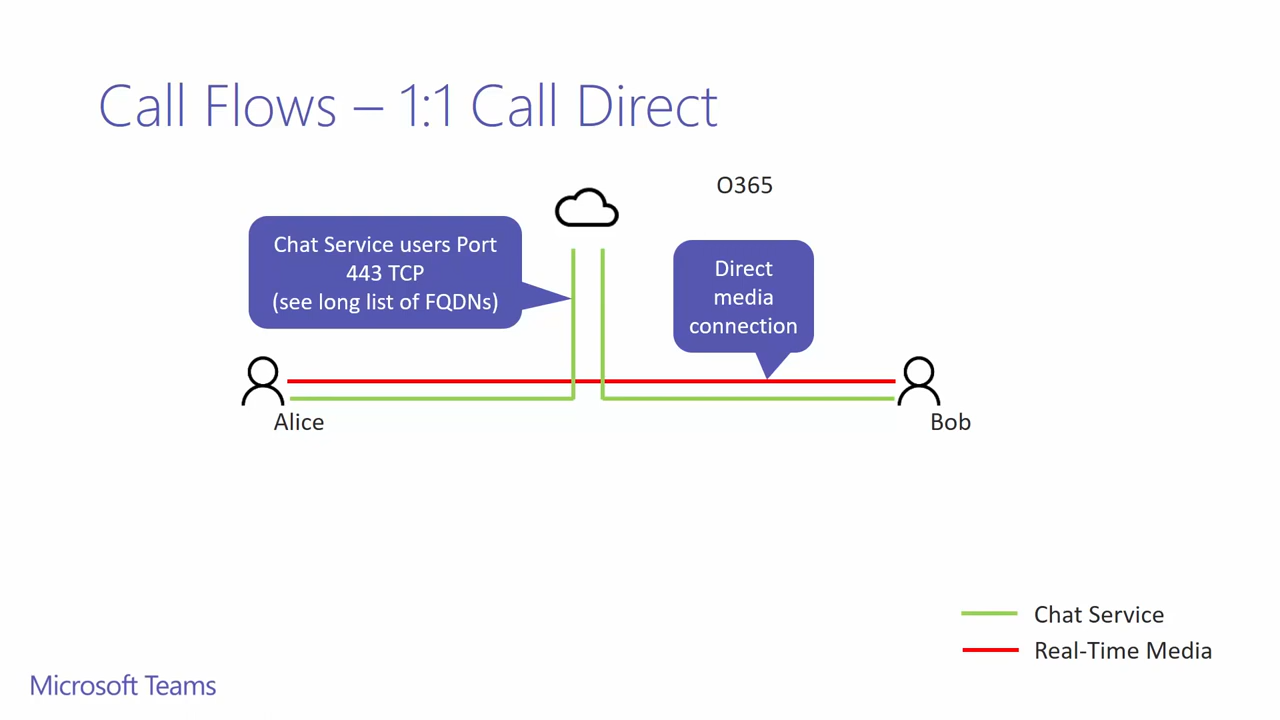 Call Flows – 1:1 Call Direct
O365
Chat Service users Port
443 TCP
(see long list of FQDNs)
Direct
media
connection
Alice
Bob
Chat Service
Real-Time Media
Microsoft Teams